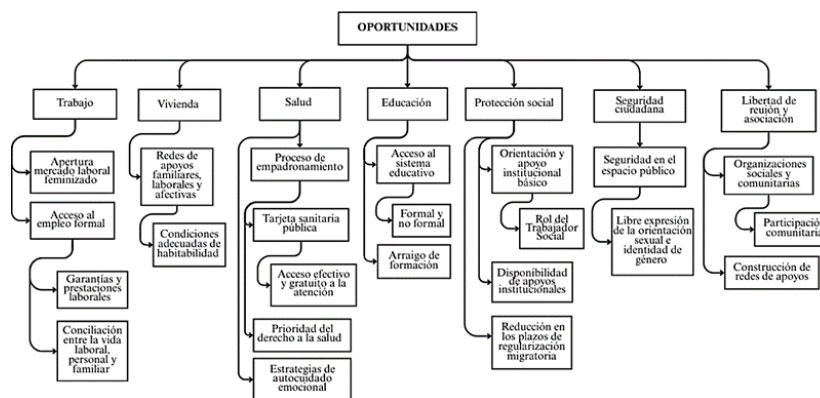 OPORTUNIDADES
Trabajo
Apertura
mercado laboral
feminizado
Acceso al
empleo formal
Garantías y
prestaciones
laborales
Conciliación
entre la vida
laboral,
personal y
familiar
Vivienda
Redes de
apoyos
familiares,
laborales y
afectivas
Condiciones
adecuadas de
habitabilidad
Salud
Proceso de
empadronamiento
Tarjeta sanitaria
pública
Acceso efectivo
y gratuito a la
atención
Prioridad del
derecho a la salud
Estrategias de
autocuidado
emocional
Educación
Acceso al
sistema
educativo
Formal y
no formal
Arraigo de
formación
Protección social
Orientación y
apoyo
institucional
básico
Rol del
Trabajador
Social
Disponibilidad
de apoyos
institucionales
Reducción en
los plazos de
regularización
migratoria
Seguridad
ciudadana
Seguridad en el
espacio público
Libre expresión
de la orientación
sexual e
identidad de
género
Libertad de
reujón y
asociación
Organizaciones
sociales y
comunitarias
Participación
comunitaria
Construcción de
redes de apoyos